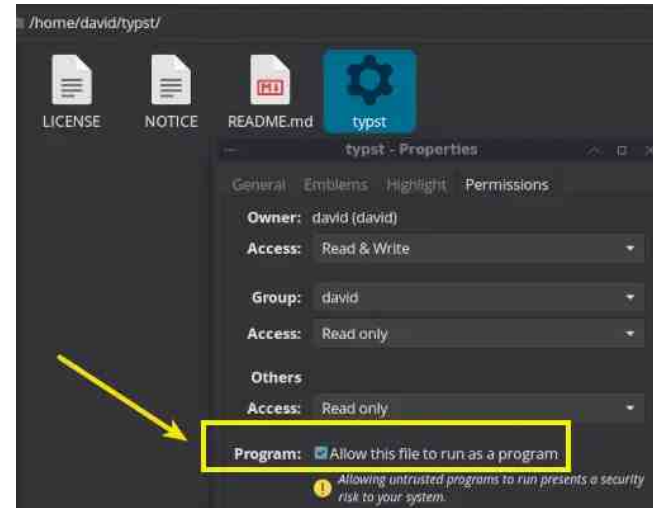 /home/david/typst/
LICENSE NOTICE README.md typst
typst - Properties
General Emblems Highlight Permissions
Owner: david (david)
Access: Read & Write
Group: david
Access: Read only
Others
Access: Read only
Program: Allow this file to run as a program
Allowing untrusted programs to run presents a security
risk to your system.